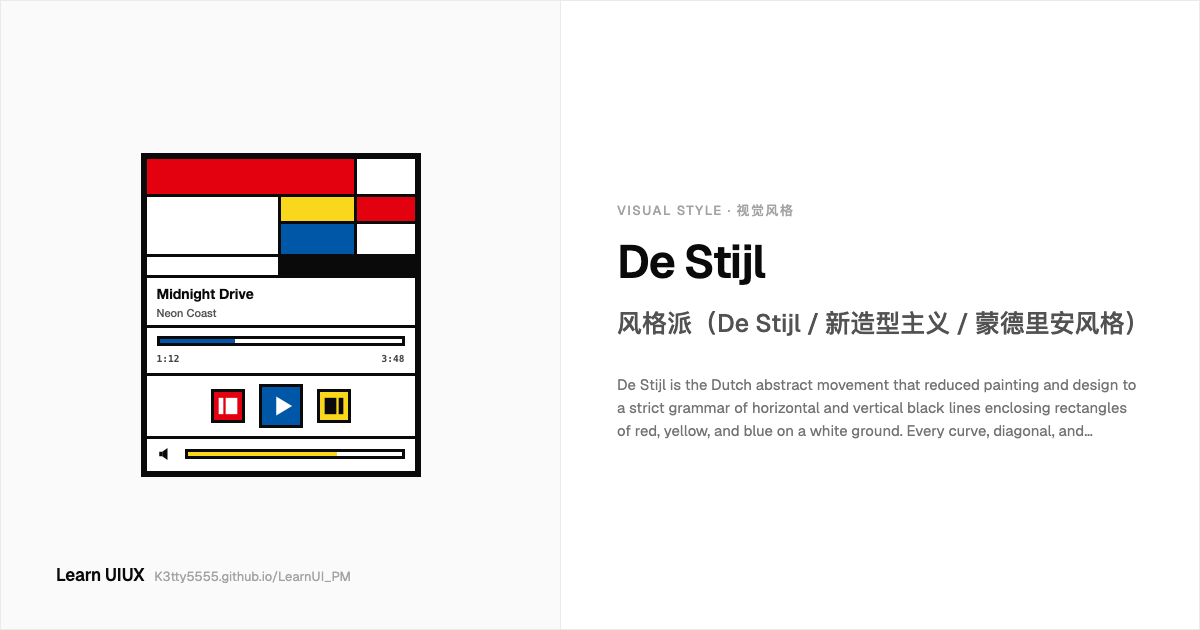 Midnight Drive
Neon Coast
1:12 3:48
Learn UIUX K3tty5555.github.io/LearnUI_PM
VISUAL STYLE · 视觉风格
De Stijl
风格派（De Stijl / 新造型主义 / 蒙德里安风格）
De Stijl is the Dutch abstract movement that reduced painting and design to
a strict grammar of horizontal and vertical black lines enclosing rectangles
of red, yellow, and blue on a white ground. Every curve, diagonal, and…